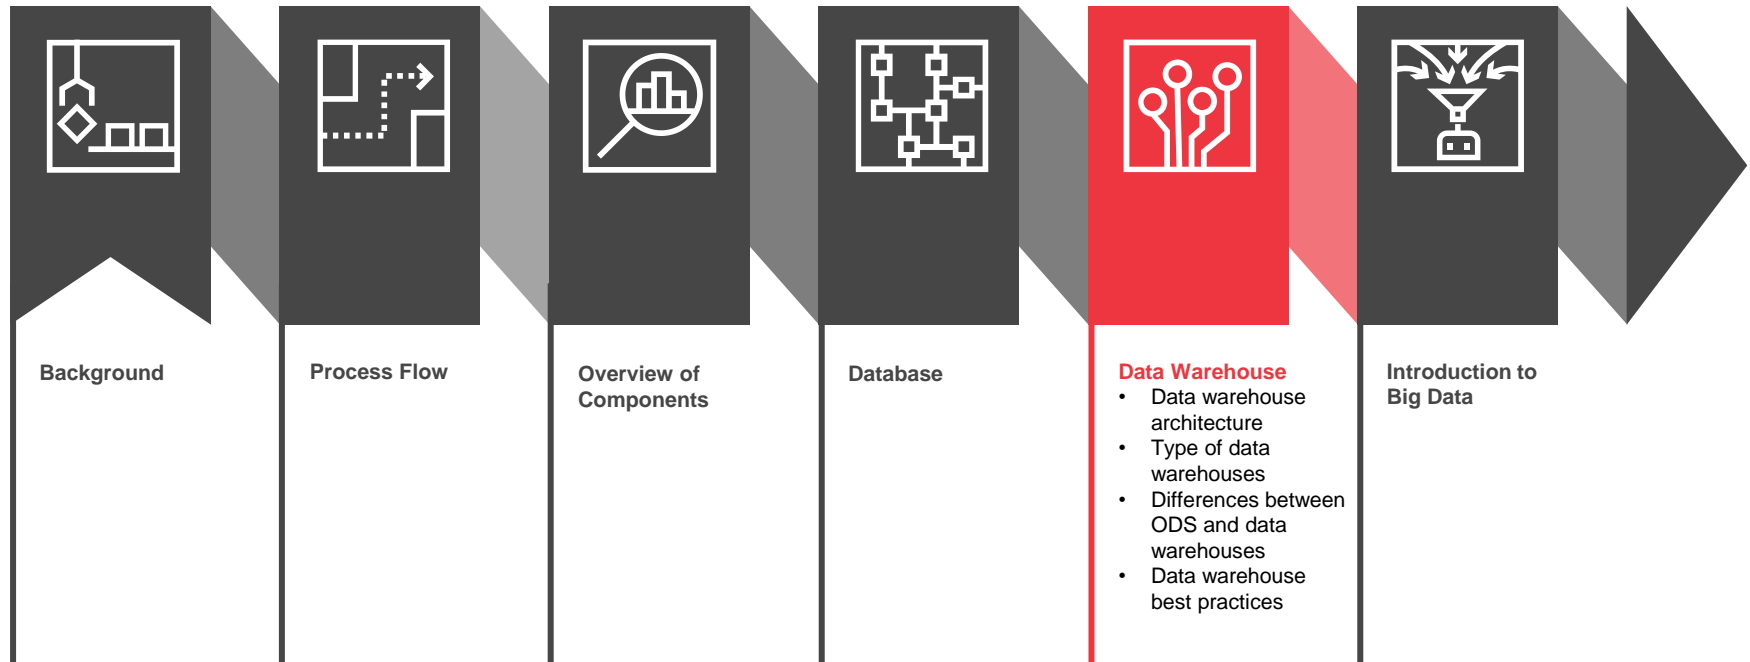 Background
Process Flow
Overview of
Components
Database
Data Warehouse
• Data warehouse
architecture
• Type of data
warehouses
• Differences between
ODS and data
warehouses
• Data warehouse
best practices
Introduction to
Big Data